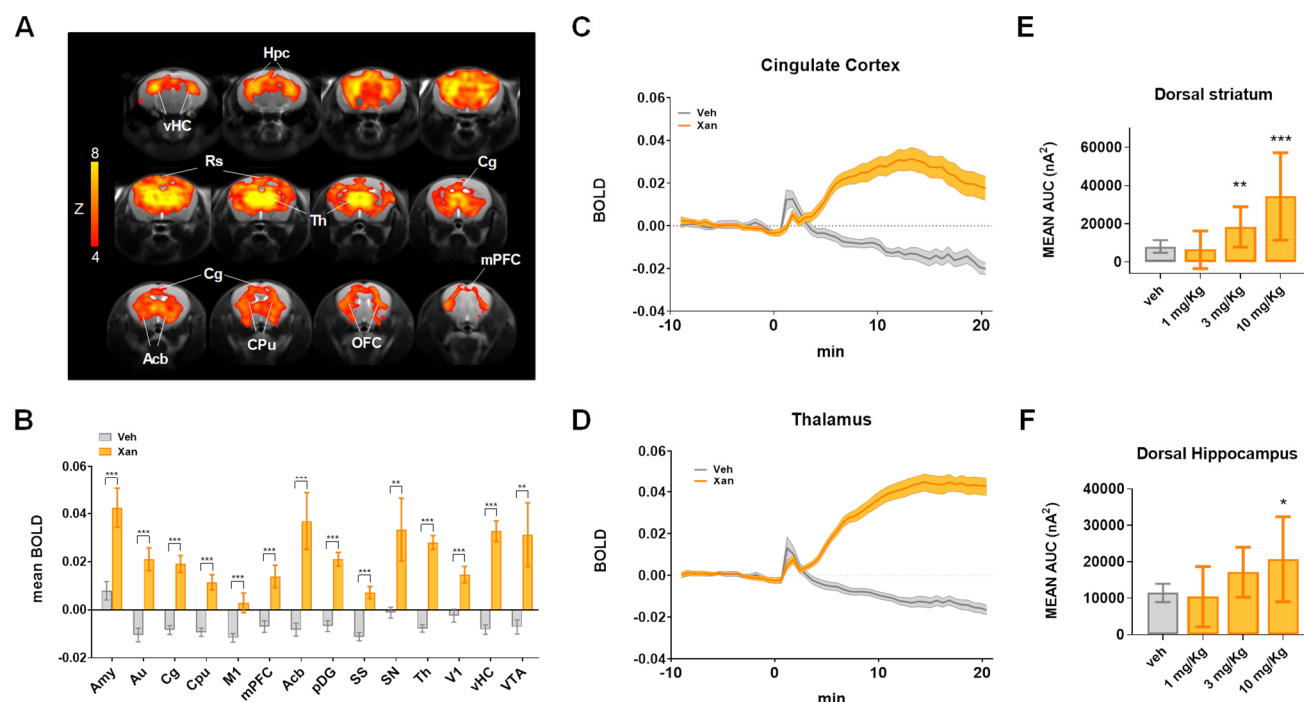 A
Hpc
vHC
8
Z
4
Rs
Cg
Th
Cg
mPFC
Acb
CPu
OFC
B
Veh
Xan
mean BOLD
0.06
0.04
0.02
0.00
-0.02
*** *** *** *** *** *** *** *** *** ** *** *** *** **
Amy Au Cg Cpu M1 mPFC Acb pDG SS SN Th V1 vHC VTA
C
Cingulate Cortex
Veh
Xan
BOLD
0.06
0.04
0.02
0.00
-0.02
-0.04
-10 0 10 20
min
D
Thalamus
Veh
Xan
BOLD
0.06
0.04
0.02
0.00
-0.02
-0.04
-10 0 10 20
min
E
Dorsal striatum
MEAN AUC (nA²)
60000
40000
20000
0
** ***
veh 1 mg/Kg 3 mg/Kg 10 mg/Kg
F
Dorsal Hippocampus
MEAN AUC (nA²)
40000
30000
20000
10000
0
*
veh 1 mg/Kg 3 mg/Kg 10 mg/Kg